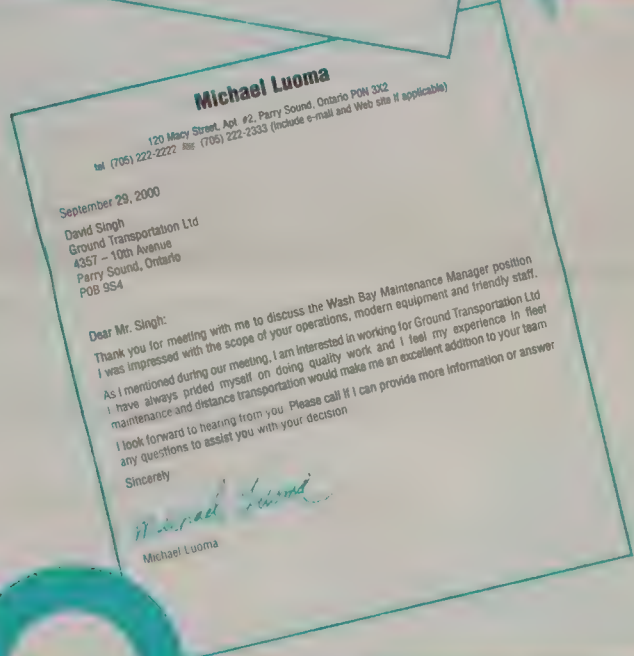 Michael Luoma
120 Macy Street, Apt #2, Parry Sound, Ontario P0N 3X2
tel (705) 222-2222 fax (705) 222-2333 (include e-mail and Web site if applicable)
September 29, 2000
David Singh
Ground Transportation Ltd
4357 – 10th Avenue
Parry Sound, Ontario
P0B 9S4
Dear Mr. Singh:
Thank you for meeting with me to discuss the Wash Bay Maintenance Manager position
I was impressed with the scope of your operations, modern equipment and friendly staff.
As I mentioned during our meeting, I am interested in working for Ground Transportation Ltd
I have always prided myself on doing quality work and I feel my experience in fleet
maintenance and distance transportation would make me an excellent addition to your team
I look forward to hearing from you. Please call if I can provide more information or answer
any questions to assist you with your decision
Sincerely
Michael Luoma
Michael Luoma